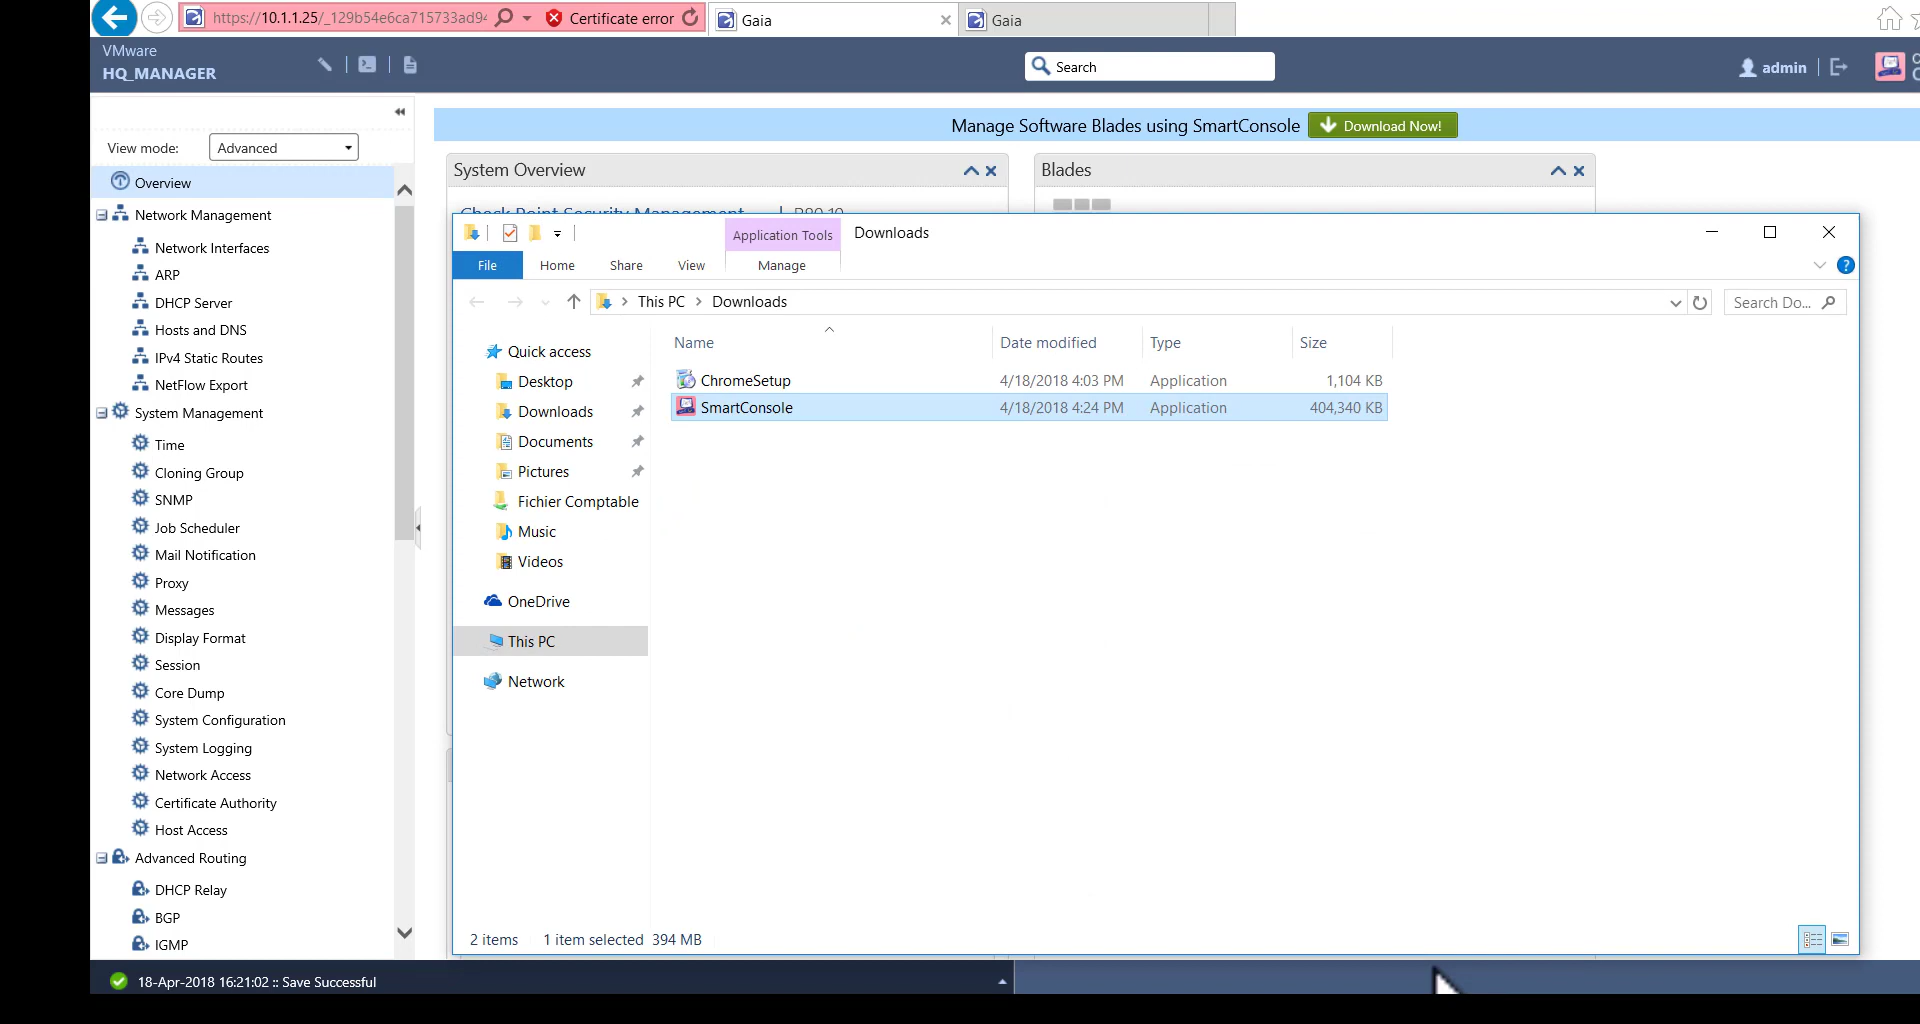 https://10.1.1.25/_129b54e6ca715733ad94
Certificate error
Gaia
Gaia
VMware
HQ_MANAGER
Search
admin
Manage Software Blades using SmartConsole
Download Now!
View mode:
Advanced
Overview
Network Management
Network Interfaces
ARP
DHCP Server
Hosts and DNS
IPv4 Static Routes
NetFlow Export
System Management
Time
Cloning Group
SNMP
Job Scheduler
Mail Notification
Proxy
Messages
Display Format
Session
Core Dump
System Configuration
System Logging
Network Access
Certificate Authority
Host Access
Advanced Routing
DHCP Relay
BGP
IGMP
System Overview
Blades
Check Point Security Management | R80.10
Application Tools
Downloads
File
Home
Share
View
Manage
This PC
Downloads
Search Do...
Quick access
Desktop
Downloads
Documents
Pictures
Fichier Comptable
Music
Videos
OneDrive
This PC
Network
Name
Date modified
Type
Size
ChromeSetup 4/18/2018 4:03 PM Application 1,104 KB
SmartConsole 4/18/2018 4:24 PM Application 404,340 KB
2 items
1 item selected 394 MB
18-Apr-2018 16:21:02 :: Save Successful